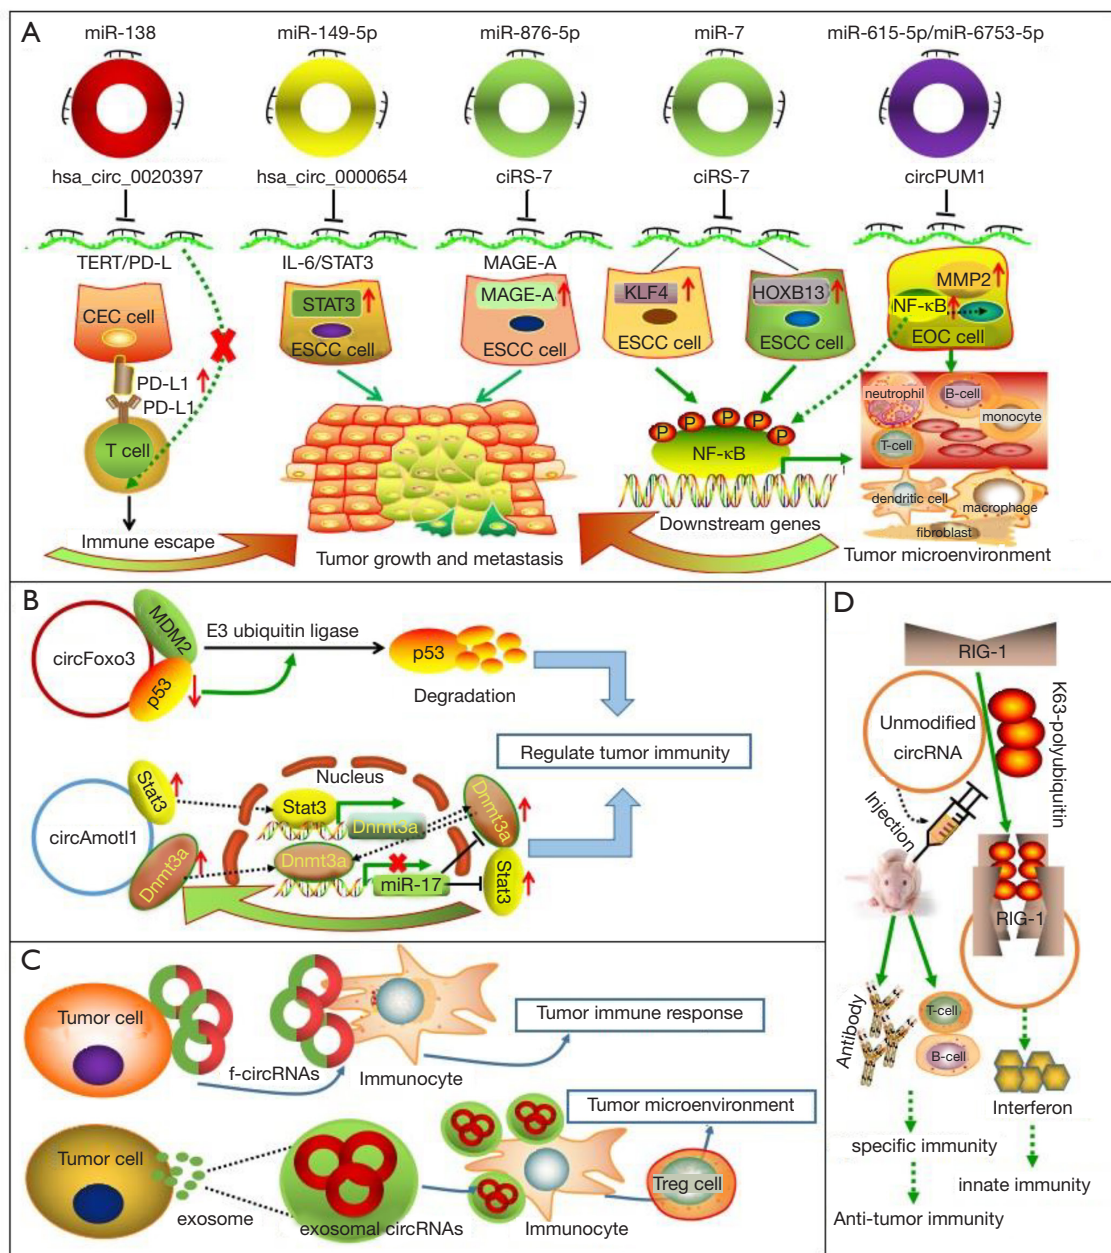 A
miR-138
miR-149-5p
miR-876-5p
miR-7
miR-615-5p/miR-6753-5p
hsa_circ_0020397
hsa_circ_0000654
ciRS-7
ciRS-7
circPUM1
TERT/PD-L
IL-6/STAT3
MAGE-A
CEC cell
STAT3
ESCC cell
MAGE-A
ESCC cell
KLF4
ESCC cell
HOXB13
ESCC cell
MMP2
NF-κB
EOC cell
PD-L1
PD-L1
T cell
Immune escape
Tumor growth and metastasis
P
P
P
P
P
NF-κB
Downstream genes
neutrophil
B-cell
monocyte
T-cell
dendritic cell
macrophage
fibroblast
Tumor microenvironment
B
circFoxo3
MDM2
p53
E3 ubiquitin ligase
p53
Degradation
Regulate tumor immunity
circAmotl1
Stat3
Dnmt3a
Nucleus
Stat3
Dnmt3a
Dnmt3a
miR-17
Dnmt3a
Stat3
C
Tumor cell
f-circRNAs
Immunocyte
Tumor immune response
Tumor cell
exosome
exosomal circRNAs
Immunocyte
Treg cell
Tumor microenvironment
D
RIG-1
Unmodified
circRNA
K63-polyubiquitin
Injection
RIG-1
Antibody
T-cell
B-cell
Interferon
specific immunity
innate immunity
Anti-tumor immunity